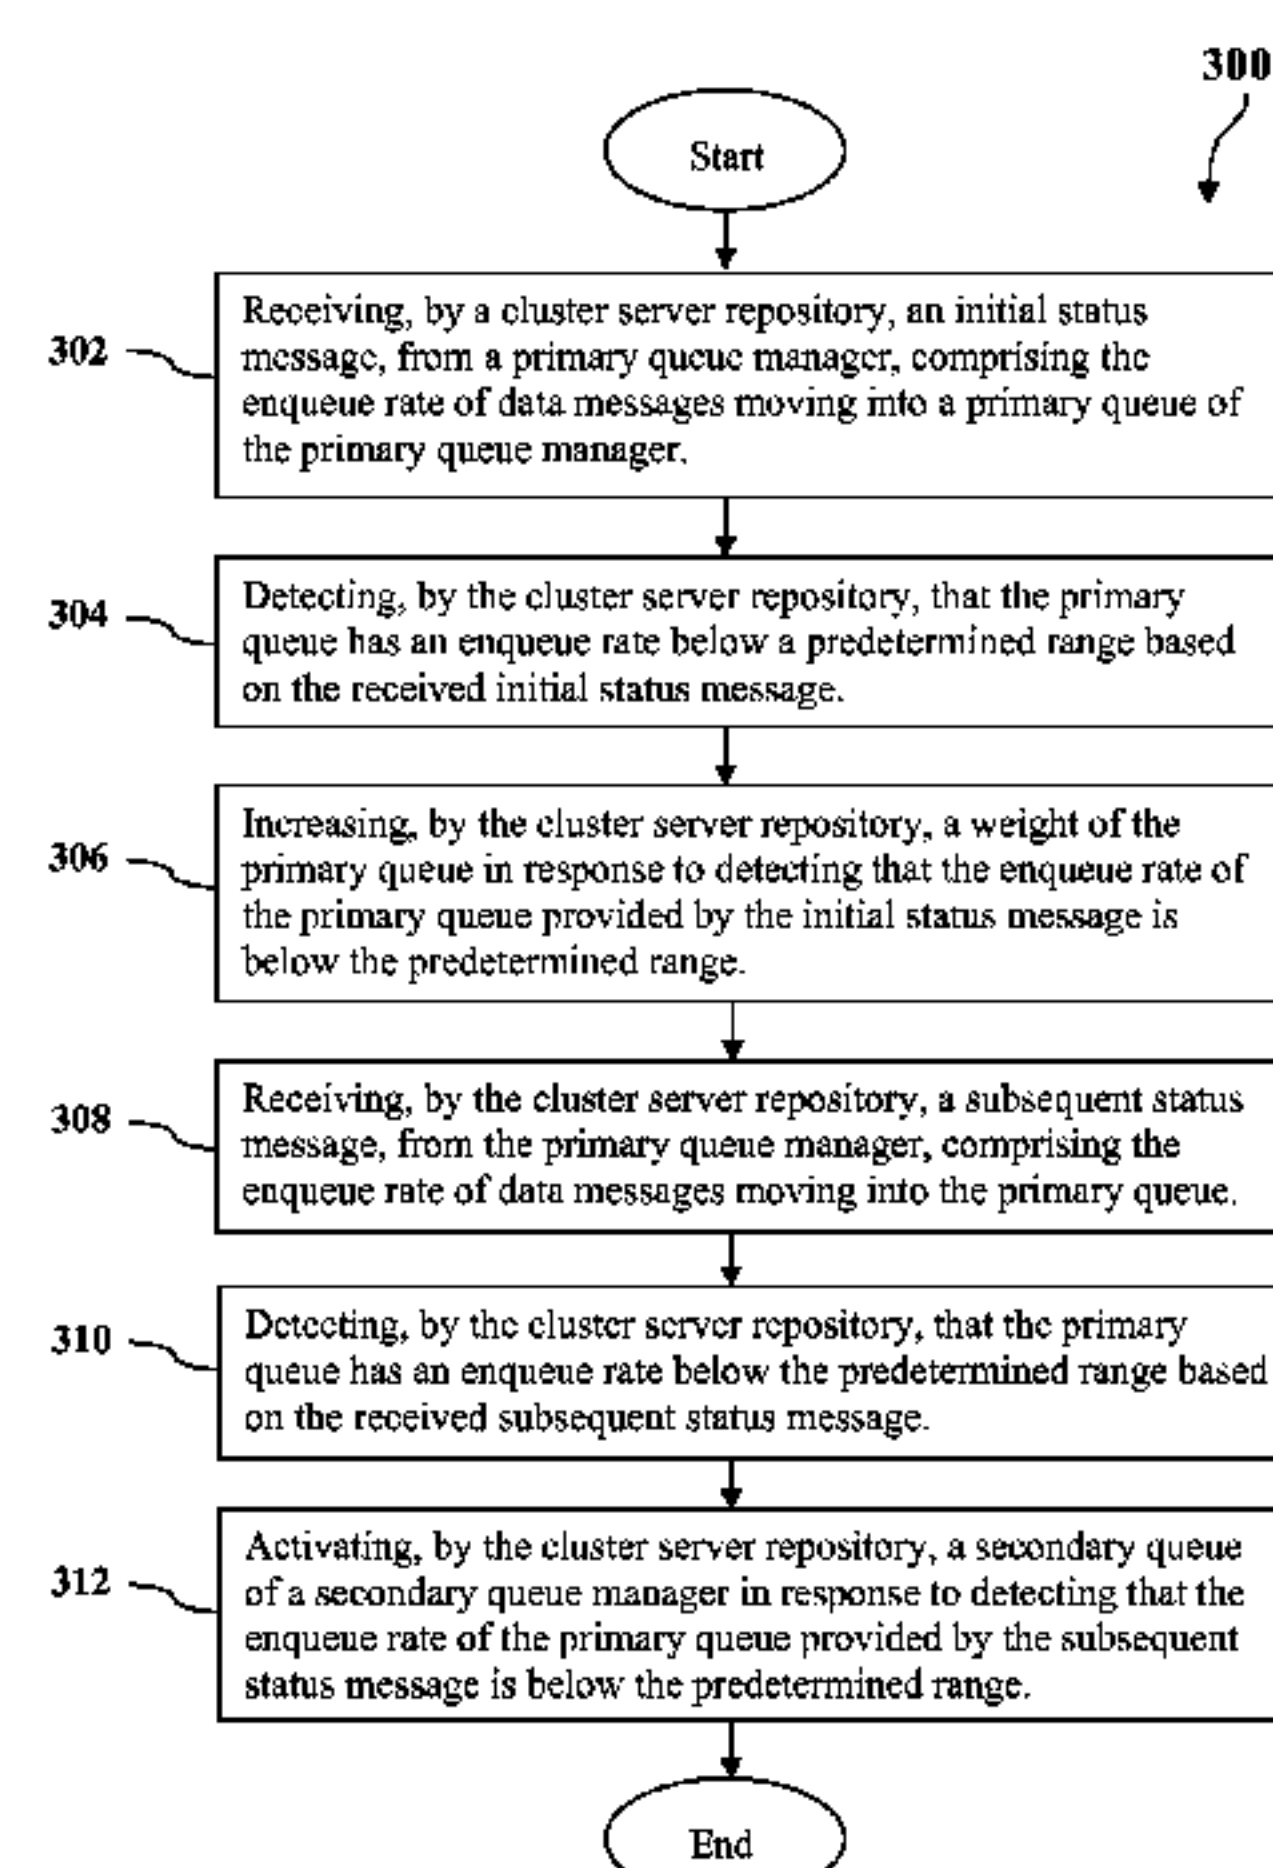 300
Start
302
Receiving, by a cluster server repository, an initial status
message, from a primary queue manager, comprising the
enqueue rate of data messages moving into a primary queue of
the primary queue manager.
304
Detecting, by the cluster server repository, that the primary
queue has an enqueue rate below a predetermined range based
on the received initial status message.
306
Increasing, by the cluster server repository, a weight of the
primary queue in response to detecting that the enqueue rate of
the primary queue provided by the initial status message is
below the predetermined range.
308
Receiving, by the cluster server repository, a subsequent status
message, from the primary queue manager, comprising the
enqueue rate of data messages moving into the primary queue.
310
Detecting, by the cluster server repository, that the primary
queue has an enqueue rate below the predetermined range based
on the received subsequent status message.
312
Activating, by the cluster server repository, a secondary queue
of a secondary queue manager in response to detecting that the
enqueue rate of the primary queue provided by the subsequent
status message is below the predetermined range.
End